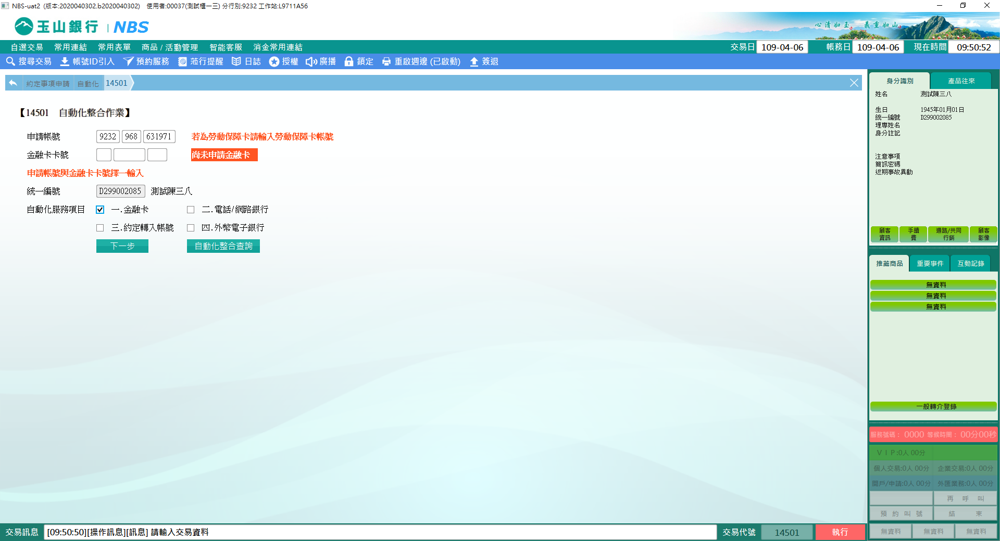 NBS-uat2 (版本:2020040302.b2020040302) 使用者:00037(測試櫃一三) 分行別:9232 工作站:L9711A56
玉山銀行 | NBS
心清如玉。 義重如山。
自選交易 常用連結 常用表單 商品 / 活動管理 智能客服 消金常用連結 交易日 109-04-06 帳務日 109-04-06 現在時間 09:50:52
搜尋交易 帳號ID引入 預約服務 蒞行提醒 日誌 授權 廣播 鎖定 重啟週邊 (已啟動) 簽退
約定事項申請 自動化 14501
【14501 自動化整合作業】
申請帳號 9232 968 631971 若為勞動保障卡請輸入勞動保障卡帳號
金融卡卡號 尚未申請金融卡
申請帳號與金融卡卡號擇一輸入
統一編號 D299002085 測試陳三八
自動化服務項目 一.金融卡 二.電話/網路銀行
三.約定轉入帳號 四.外幣電子銀行
下一步 自動化整合查詢
身分識別 產品往來
姓名 測試陳三八
生日 1945年01月01日
統一編號 D299002085
理專姓名
身分註記
注意事項
簡訊密碼
近期事故異動
顧客資訊 手續費 通路/共同行銷 顧客影像
推薦商品 重要事件 互動記錄
無資料
無資料
無資料
一般轉介登錄
服務號碼： 0000 等候時間： 00分00秒
ＶＩＰ:0人 00分
個人交易:0人 00分 企業交易:0人 00分
開戶/申請:0人 00分 外匯業務:0人 00分
再 呼 叫
預 約 叫 號 結 束
無資料 無資料 無資料
交易訊息 [09:50:50][操作訊息][訊息] 請輸入交易資料 交易代號 14501 執行